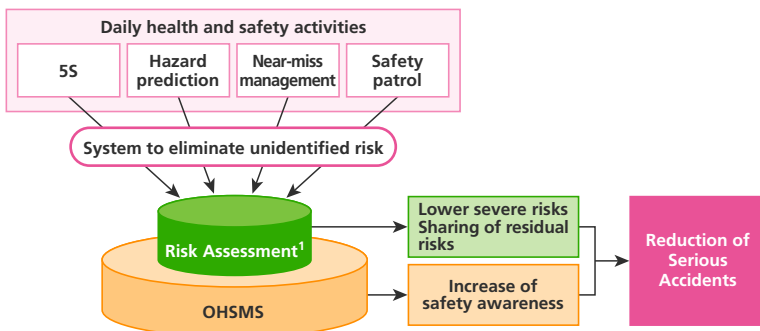 Daily health and safety activities
5S
Hazard
prediction
Near-miss
management
Safety
patrol
System to eliminate unidentified risk
Risk Assessment1
OHSMS
Lower severe risks
Sharing of residual
risks
Increase of
safety awareness
Reduction of
Serious
Accidents